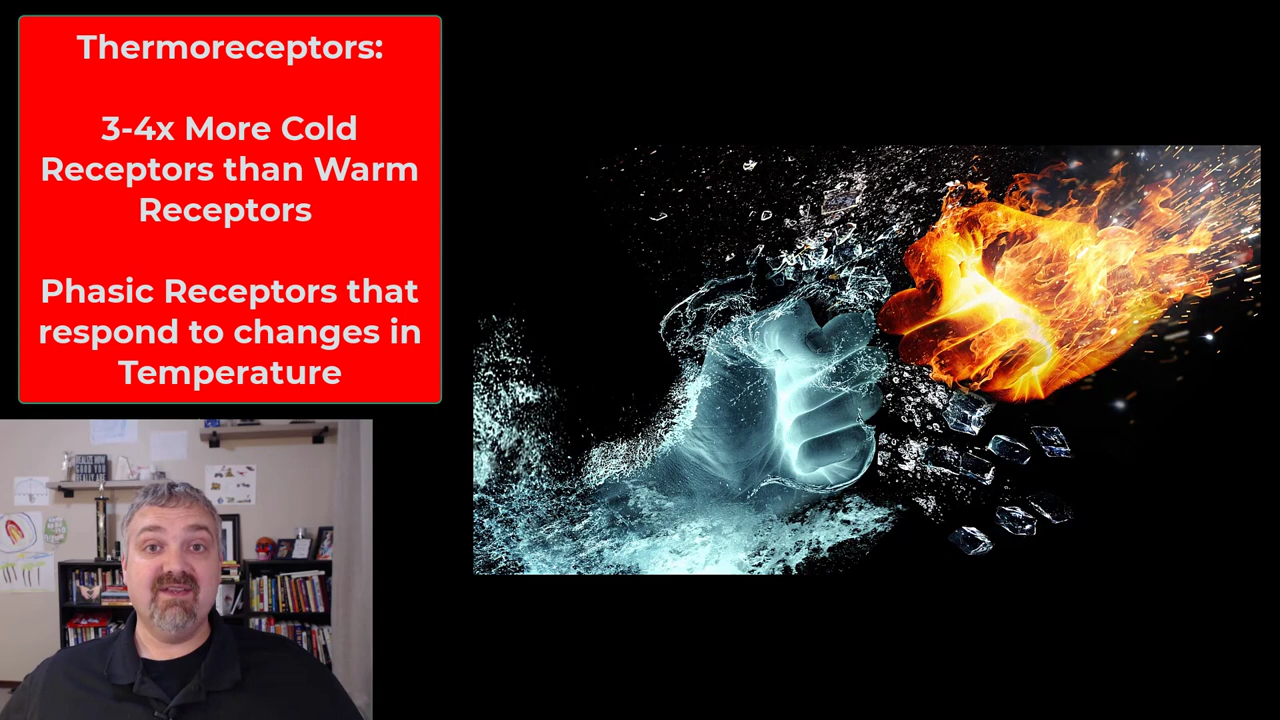 Thermoreceptors:
3-4x More Cold
Receptors than Warm
Receptors
Phasic Receptors that
respond to changes in
Temperature